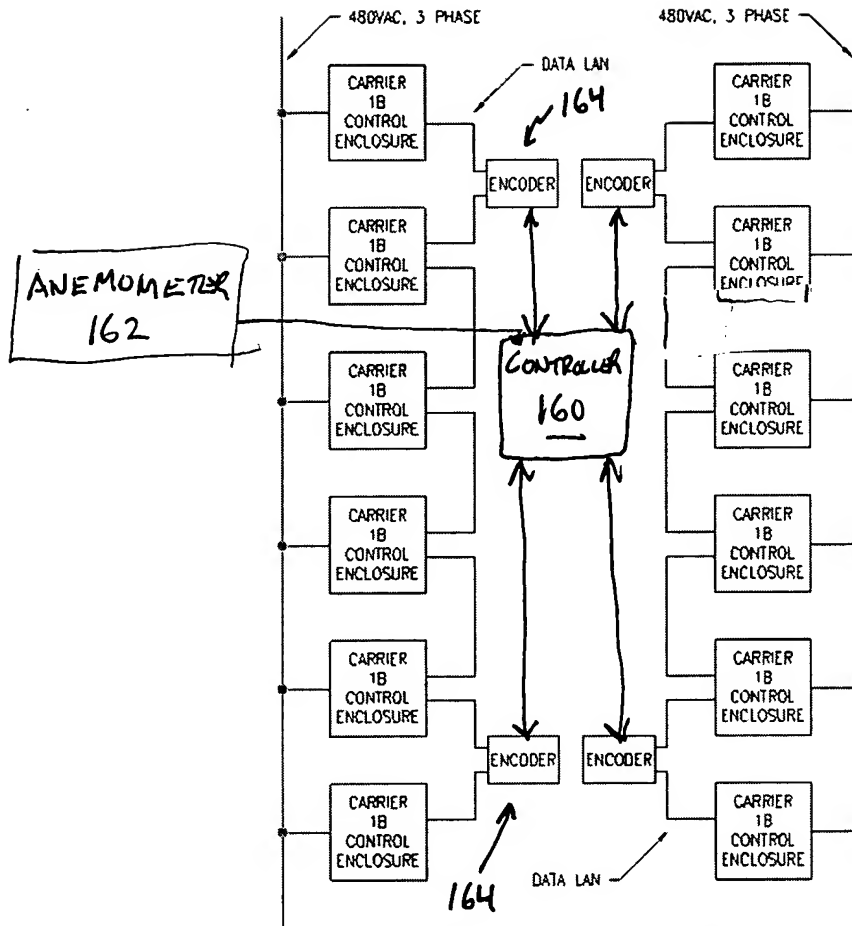 480VAC, 3 PHASE
480VAC, 3 PHASE
DATA LAN
164
CARRIER
1B
CONTROL
ENCLOSURE
CARRIER
1B
CONTROL
ENCLOSURE
ENCODER
ENCODER
CARRIER
1B
CONTROL
ENCLOSURE
CARRIER
1B
CONTROL
ENCLOSURE
ANEMOMETER
162
CONTROLLER
160
CARRIER
1B
CONTROL
ENCLOSURE
CARRIER
1B
CONTROL
ENCLOSURE
CARRIER
1B
CONTROL
ENCLOSURE
CARRIER
1B
CONTROL
ENCLOSURE
CARRIER
1B
CONTROL
ENCLOSURE
CARRIER
1B
CONTROL
ENCLOSURE
ENCODER
ENCODER
CARRIER
1B
CONTROL
ENCLOSURE
CARRIER
1B
CONTROL
ENCLOSURE
DATA LAN
164